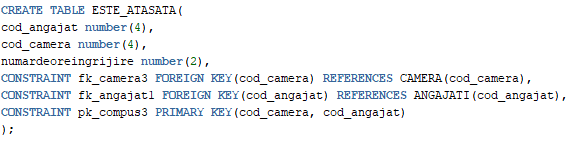 CREATE TABLE ESTE_ATASATA(
cod_angajat number(4),
cod_camera number(4),
numardeoreingrijire number(2),
CONSTRAINT fk_camera3 FOREIGN KEY(cod_camera) REFERENCES CAMERA(cod_camera),
CONSTRAINT fk_angajat1 FOREIGN KEY(cod_angajat) REFERENCES ANGAJATI(cod_angajat),
CONSTRAINT pk_compus3 PRIMARY KEY(cod_camera, cod_angajat)
);